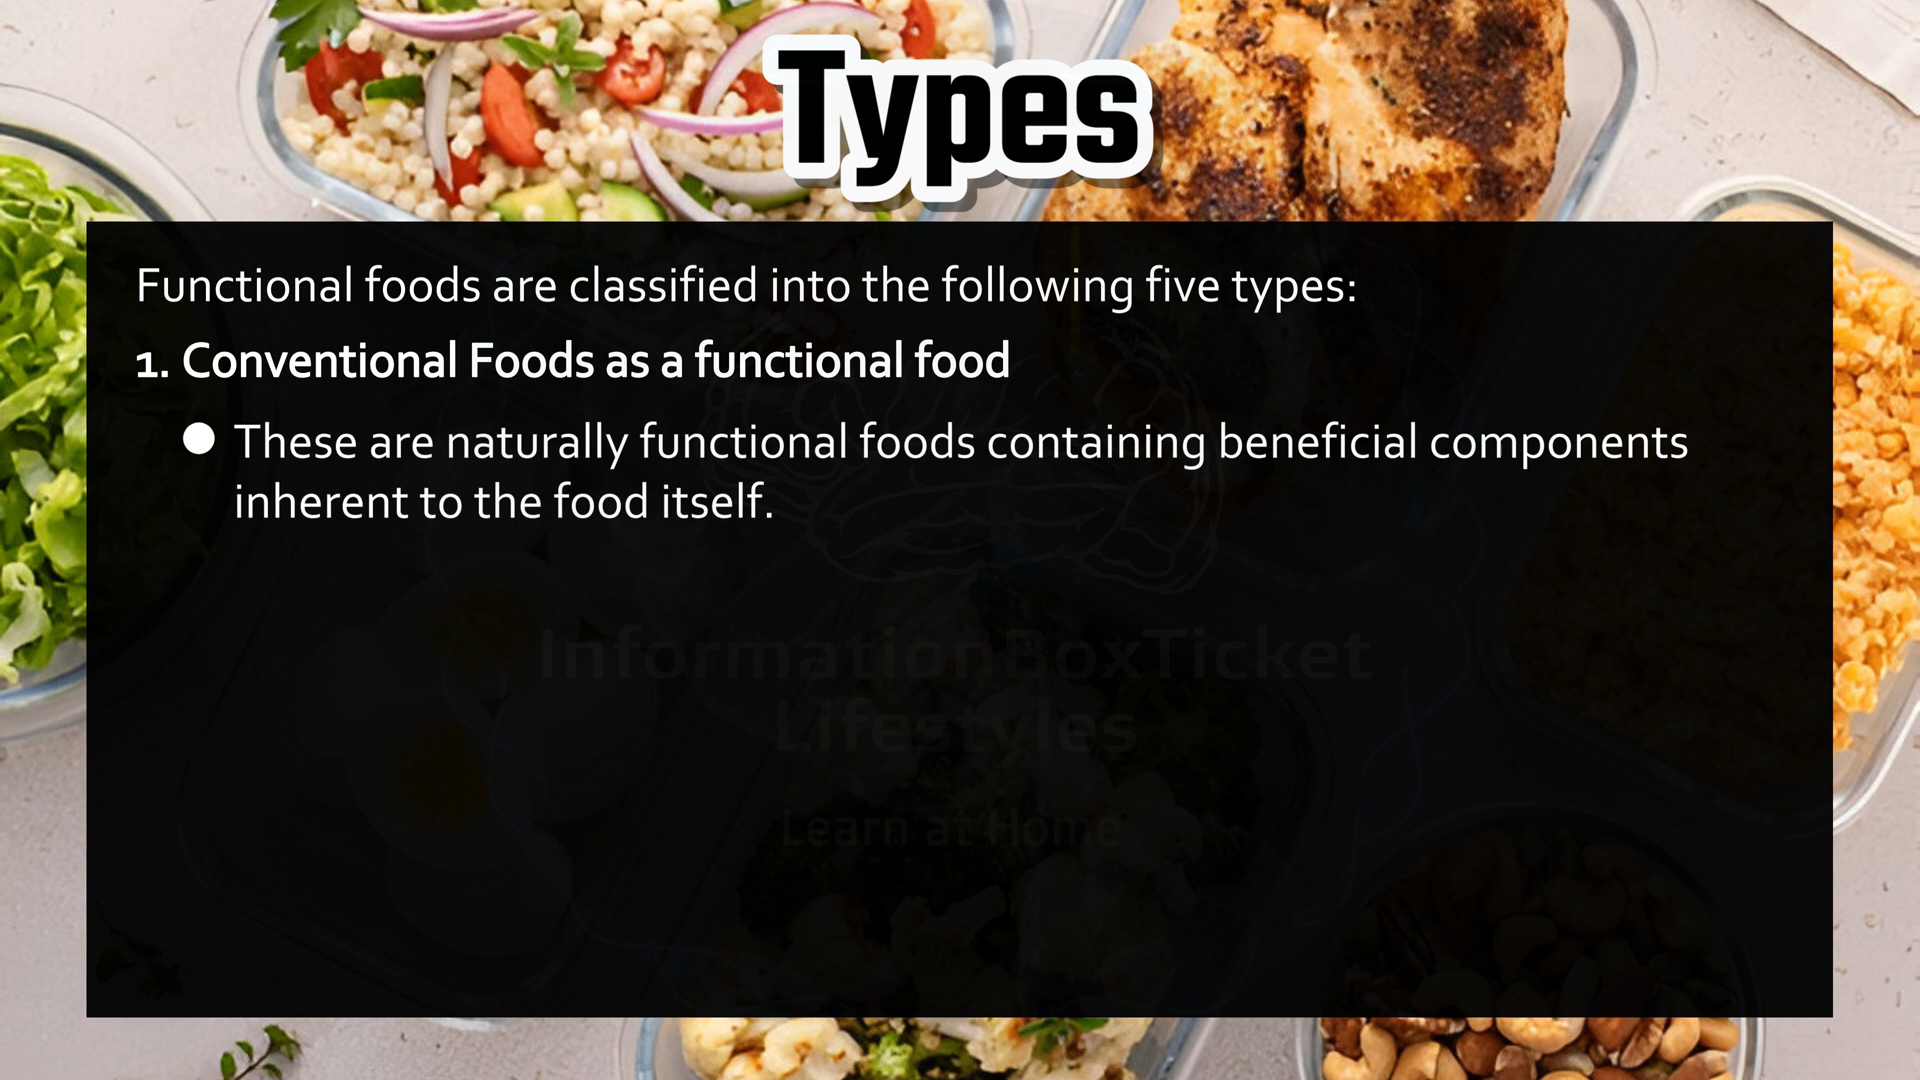 Types
Functional foods are classified into the following five types:
1. Conventional Foods as a functional food
● These are naturally functional foods containing beneficial components
inherent to the food itself.
InformationBoxTicket
Lifestyles
Learn at Home